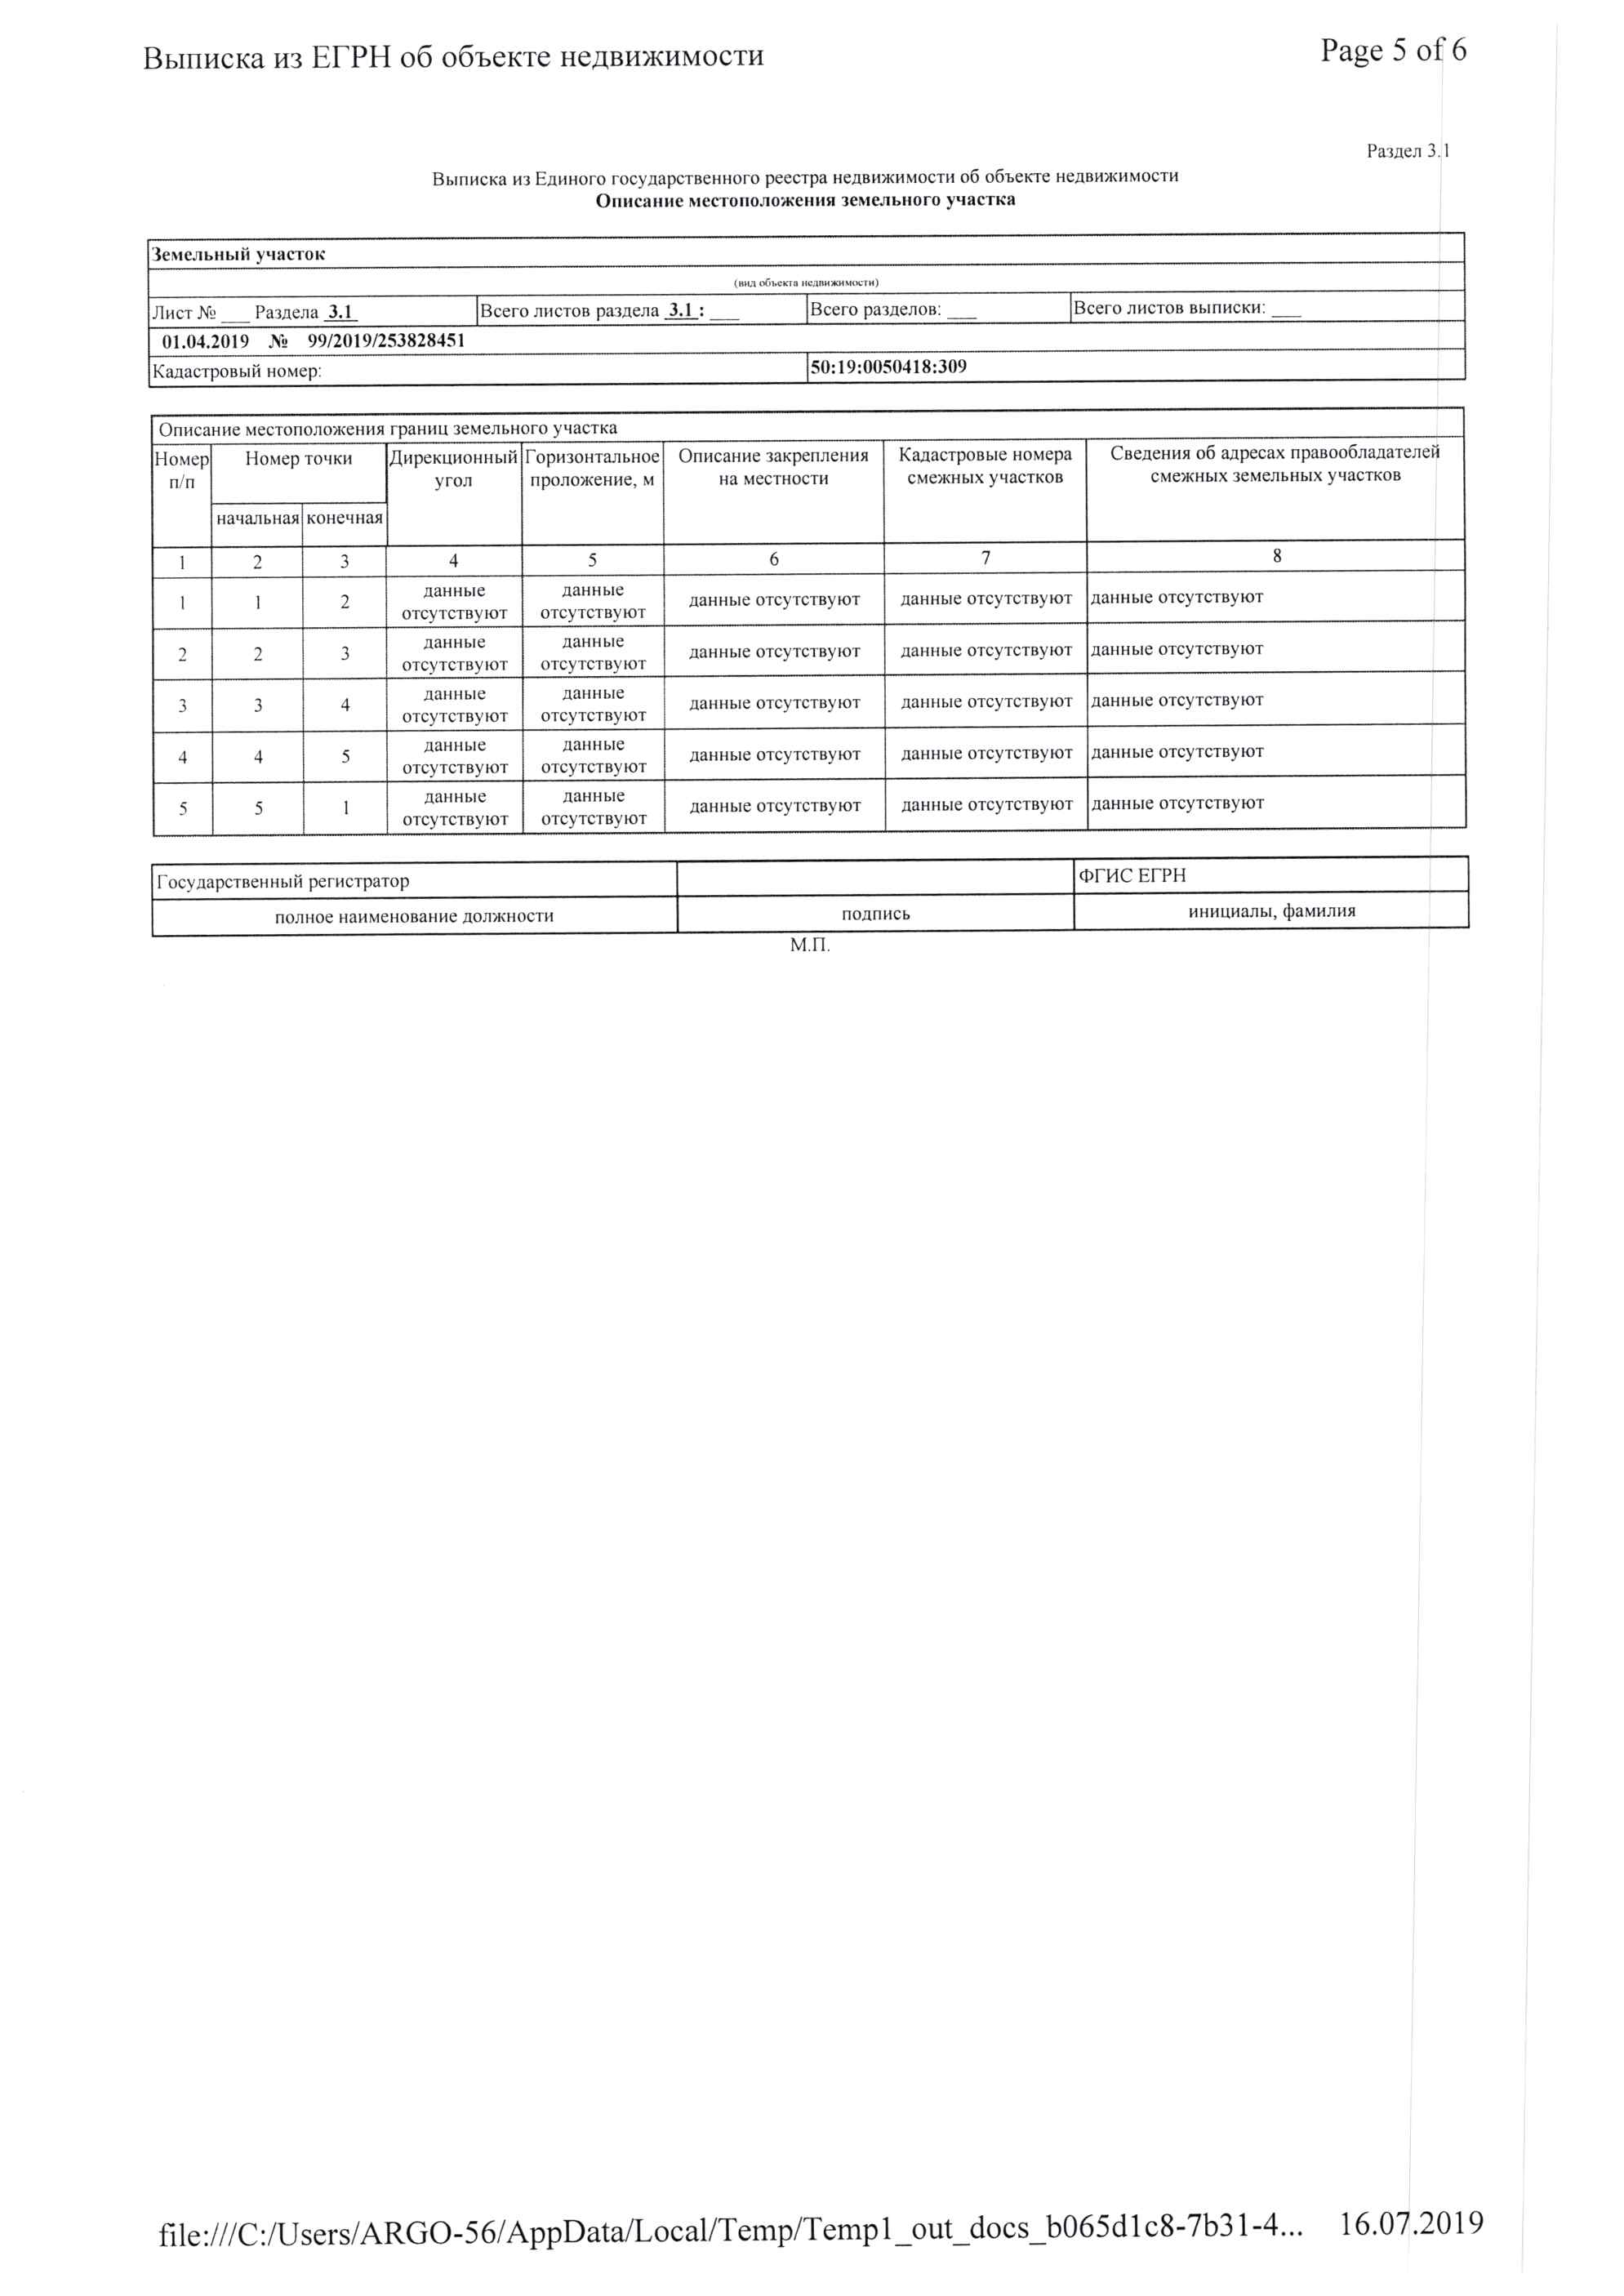 Выписка из ЕГРН об объекте недвижимости Page 5 of 6
Раздел 3.1
Выписка из Единого государственного реестра недвижимости об объекте недвижимости
Описание местоположения земельного участка
Земельный участок
(вид объекта недвижимости)
Лист № ___ Раздела 3.1 Всего листов раздела 3.1 : ___ Всего разделов: ___ Всего листов выписки: ___
01.04.2019 № 99/2019/253828451
Кадастровый номер: 50:19:0050418:309
Описание местоположения границ земельного участка
Номер п/п Номер точки Дирекционный угол Горизонтальное проложение, м Описание закрепления на местности Кадастровые номера смежных участков Сведения об адресах правообладателей смежных земельных участков
начальная конечная
1 2 3 4 5 6 7 8
1 1 2 данные отсутствуют данные отсутствуют данные отсутствуют данные отсутствуют данные отсутствуют
2 2 3 данные отсутствуют данные отсутствуют данные отсутствуют данные отсутствуют данные отсутствуют
3 3 4 данные отсутствуют данные отсутствуют данные отсутствуют данные отсутствуют данные отсутствуют
4 4 5 данные отсутствуют данные отсутствуют данные отсутствуют данные отсутствуют данные отсутствуют
5 5 1 данные отсутствуют данные отсутствуют данные отсутствуют данные отсутствуют данные отсутствуют
Государственный регистратор ФГИС ЕГРН
полное наименование должности подпись инициалы, фамилия
М.П.
file:///C:/Users/ARGO-56/AppData/Local/Temp/Temp1_out_docs_b065d1c8-7b31-4... 16.07.2019